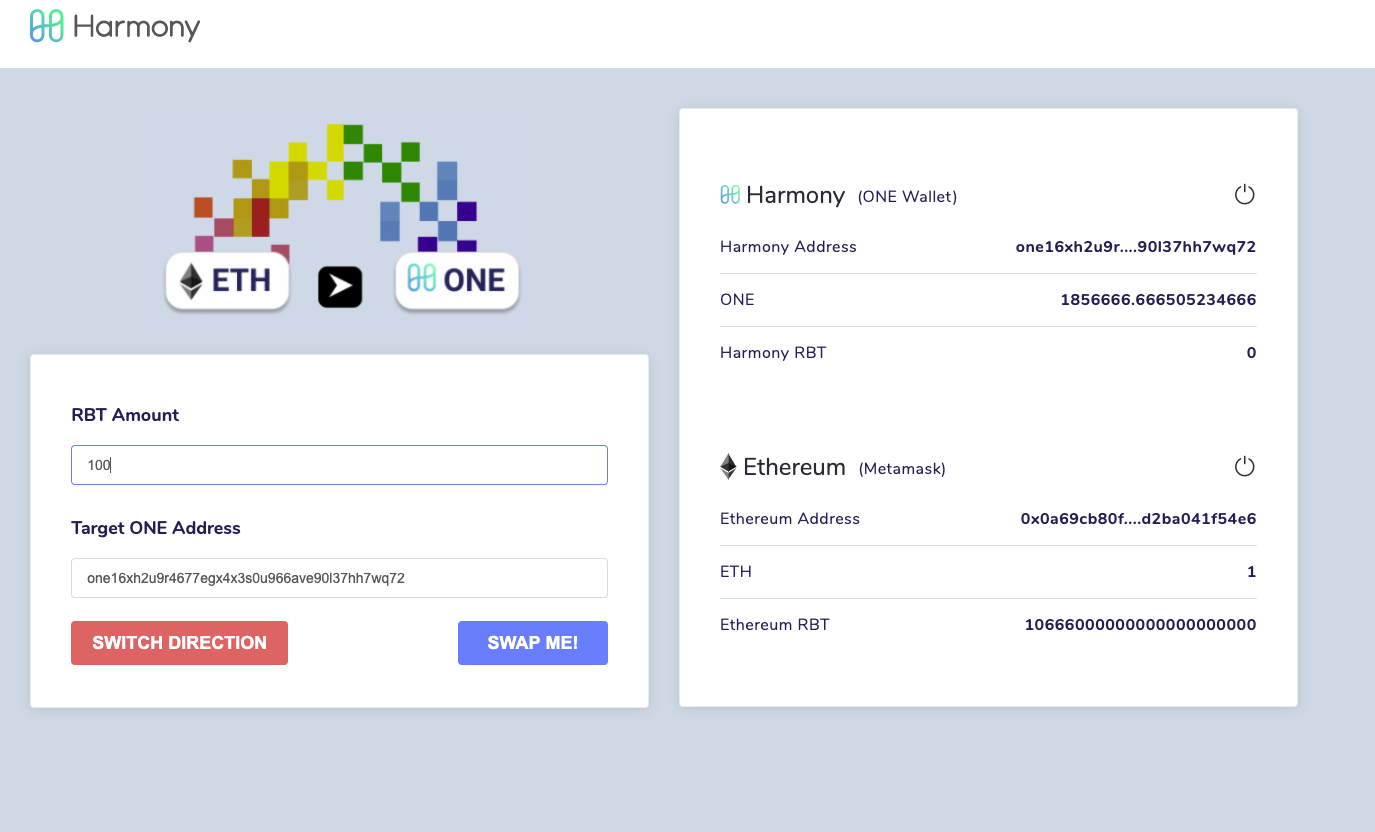 Harmony
ETH
ONE
RBT Amount
100
Target ONE Address
one16xh2u9r4677egx4x3s0u966ave90l37hh7wq72
SWITCH DIRECTION
SWAP ME!
Harmony (ONE Wallet)
Harmony Address one16xh2u9r....90l37hh7wq72
ONE 1856666.666505234666
Harmony RBT 0
Ethereum (Metamask)
Ethereum Address 0x0a69cb80f....d2ba041f54e6
ETH 1
Ethereum RBT 10666000000000000000000